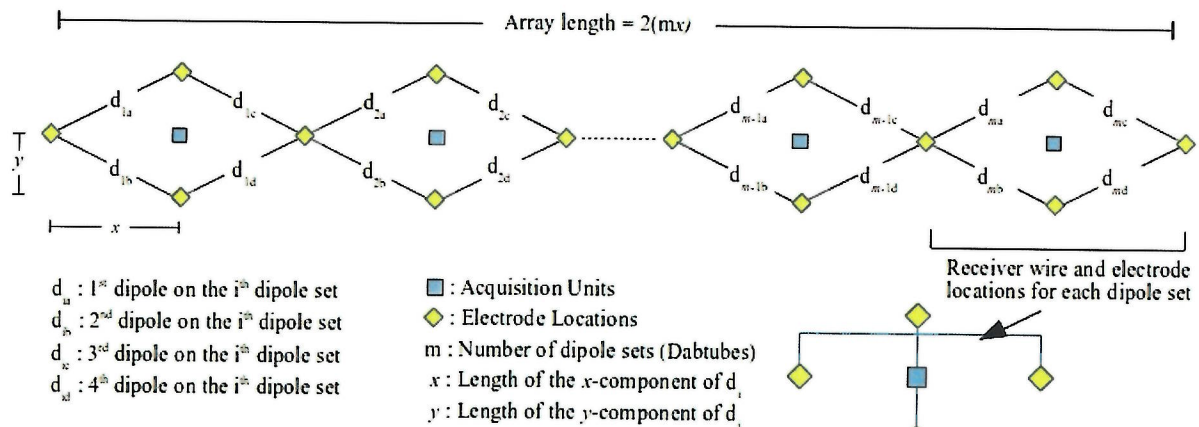 Array length = 2(mx)
d1a
d1c
d2a
d2c
dm-1a
dm-1c
dma
dmc
y
d1b
d1d
d2b
d2d
dm-1b
dm-1d
dmb
dmd
x
dia : 1st dipole on the ith dipole set
dib : 2nd dipole on the ith dipole set
dic : 3rd dipole on the ith dipole set
did : 4th dipole on the ith dipole set
: Acquisition Units
: Electrode Locations
m : Number of dipole sets (Dabtubes)
x : Length of the x-component of di
y : Length of the y-component of di
Receiver wire and electrode
locations for each dipole set